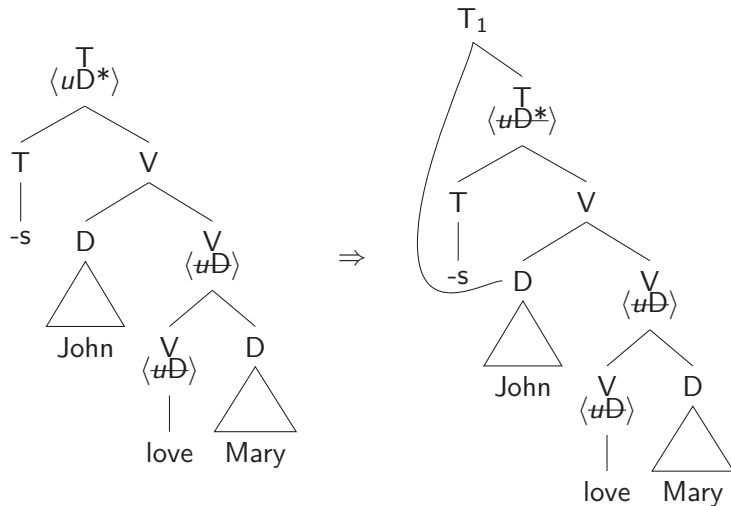 T
⟨uD*⟩
T V
-s D V
⟨uD⟩
John V D
⟨uD⟩
love Mary
⇒
T₁
T
⟨uD*⟩
T V
-s D V
⟨uD⟩
John V D
⟨uD⟩
love Mary